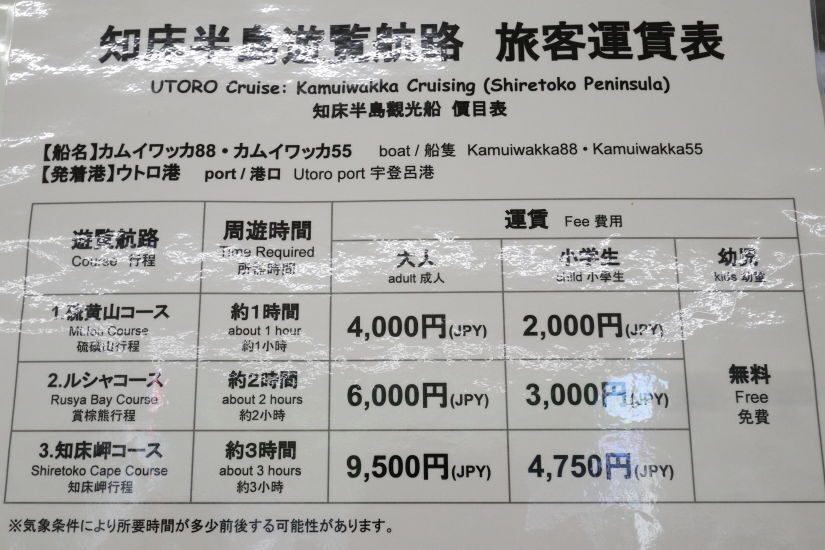 知床半島遊覧航路 旅客運賃表
UTORO Cruise: Kamuiwakka Cruising (Shiretoko Peninsula)
知床半島觀光船 價目表
【船名】カムイワッカ88・カムイワッカ55 boat / 船隻 Kamuiwakka88・Kamuiwakka55
【発着港】ウトロ港 port / 港口 Utoro port 宇登呂港
遊覧航路
Course 行程
周遊時間
Time Required
所需時間
運賃 Fee 費用
大人
adult 成人
小学生
child 小學生
幼児
kids 幼童
1.硫黄山コース
Mt.Iou Course
硫磺山行程
約1時間
about 1 hour
約1小時
4,000円(JPY)
2,000円(JPY)
2.ルシャコース
Rusya Bay Course
賞棕熊行程
約2時間
about 2 hours
約2小時
6,000円(JPY)
3,000円(JPY)
3.知床岬コース
Shiretoko Cape Course
知床岬行程
約3時間
about 3 hours
約3小時
9,500円(JPY)
4,750円(JPY)
無料
Free
免費
※気象条件により所要時間が多少前後する可能性があります。